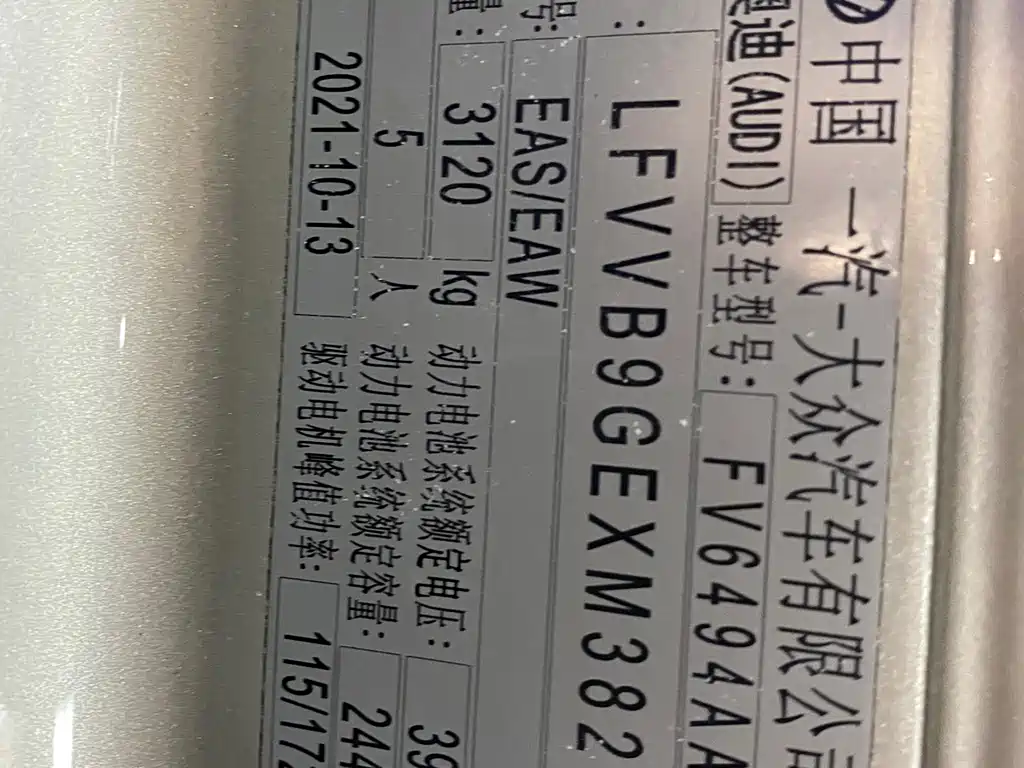 中国 一汽-大众汽车有限公司
奥迪(AUDI) 整车型号: FV6494AA
: LFVVB9GEXM382
号: EAS/EAW
量: 3120 kg 动力电池系统额定电压: 39
5 人 动力电池系统额定容量: 244
2021-10-13 驱动电机峰值功率: 115/17